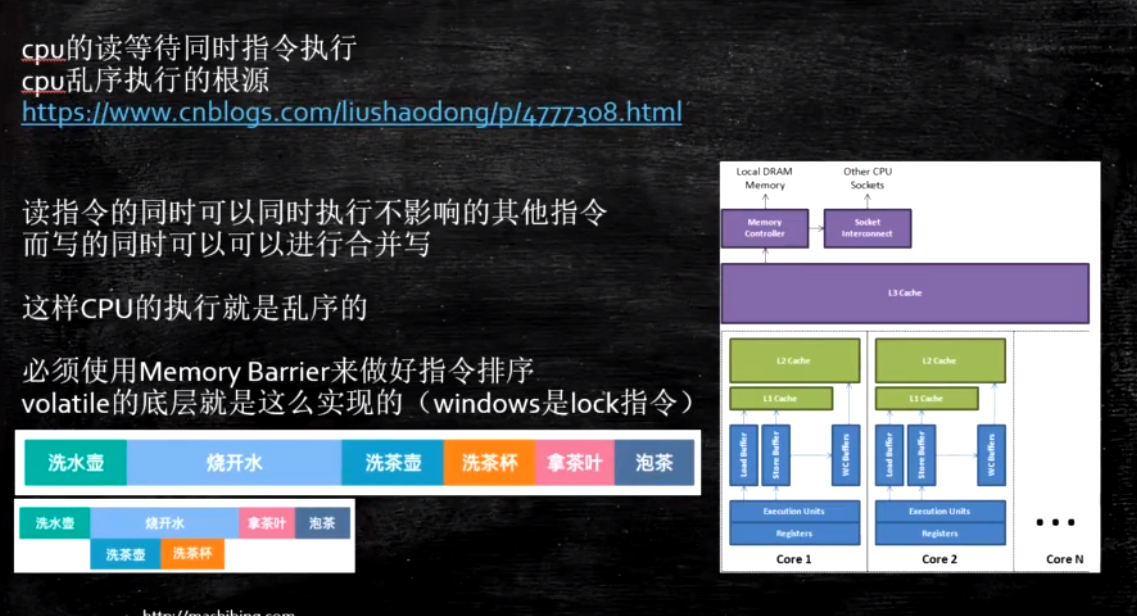 cpu的读等待同时指令执行
cpu乱序执行的根源
https://www.cnblogs.com/liushaodong/p/4777308.html
读指令的同时可以同时执行不影响的其他指令
而写的同时可以可以进行合并写
这样CPU的执行就是乱序的
必须使用Memory Barrier来做好指令排序
volatile的底层就是这么实现的（windows是lock指令）
洗水壶 烧开水 洗茶壶 洗茶杯 拿茶叶 泡茶
洗水壶 烧开水 拿茶叶 泡茶
洗茶壶 洗茶杯
Local DRAM Memory
Other CPU Sockets
Memory Controller
Socket Interconnect
L3 Cache
L2 Cache
L1 Cache
Load Buffer
Store Buffer
WC Buffers
Execution Units
Registers
Core 1
L2 Cache
L1 Cache
Load Buffer
Store Buffer
WC Buffers
Execution Units
Registers
Core 2
...
Core N
http://mashibing.com